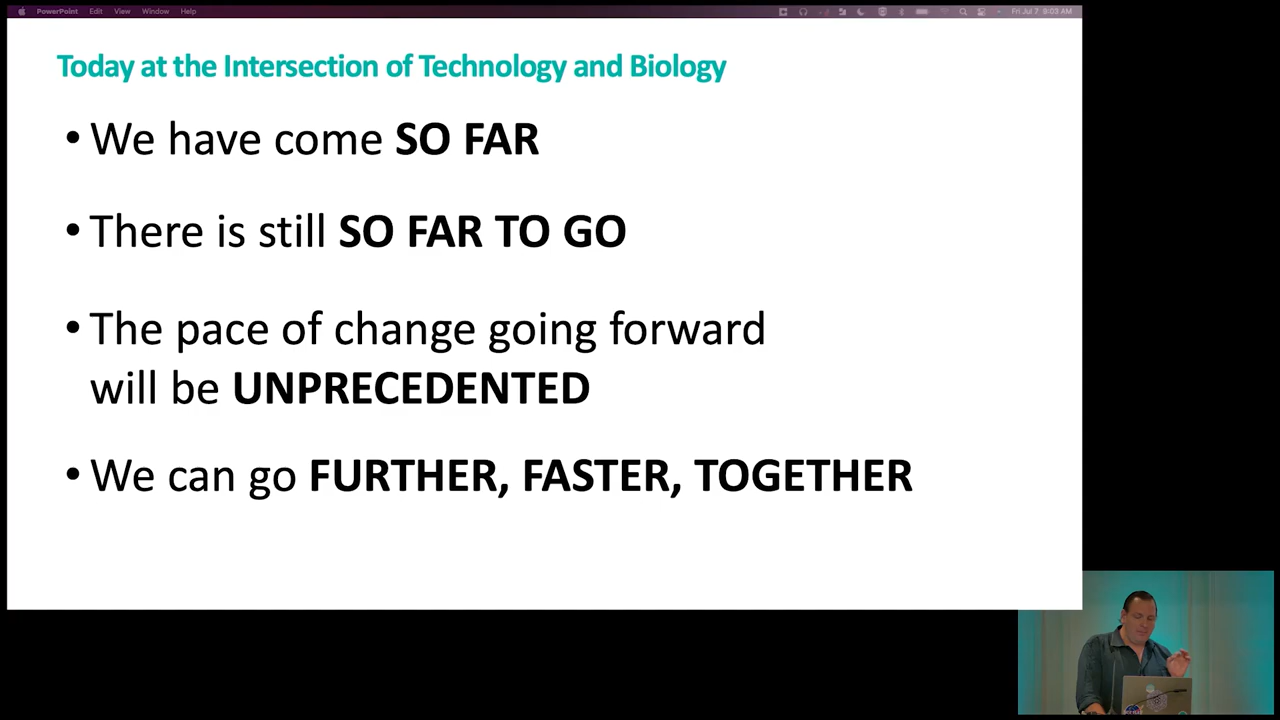 PowerPoint Edit View Window Help Fri Jul 7 9:03 AM
Today at the Intersection of Technology and Biology
• We have come SO FAR
• There is still SO FAR TO GO
• The pace of change going forward
will be UNPRECEDENTED
• We can go FURTHER, FASTER, TOGETHER